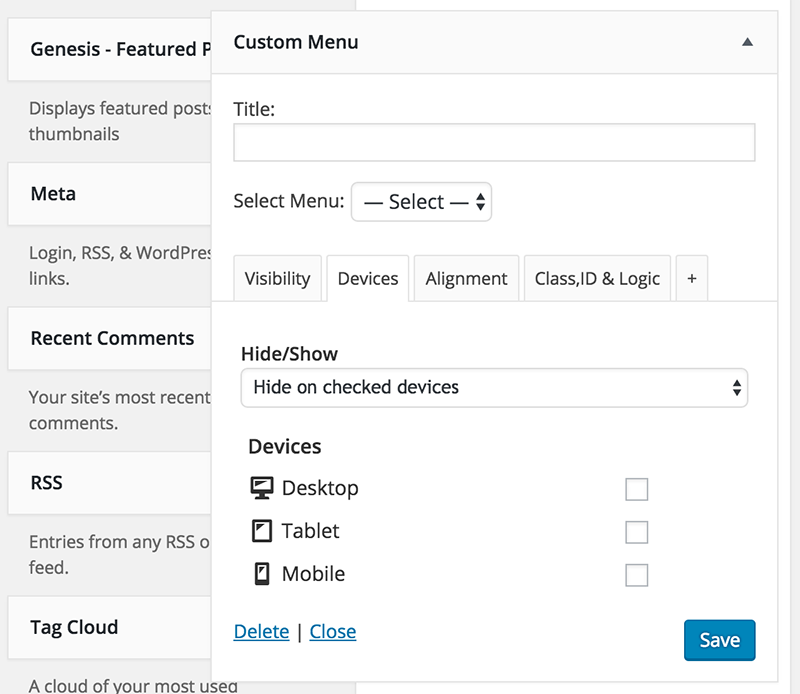 Genesis - Featured P
Displays featured posts
thumbnails
Meta
Login, RSS, & WordPres
links.
Recent Comments
Your site's most recent
comments.
RSS
Entries from any RSS o
feed.
Tag Cloud
A cloud of your most used
Custom Menu
Title:
Select Menu: — Select —
Visibility Devices Alignment Class,ID & Logic +
Hide/Show
Hide on checked devices
Devices
Desktop
Tablet
Mobile
Delete | Close
Save